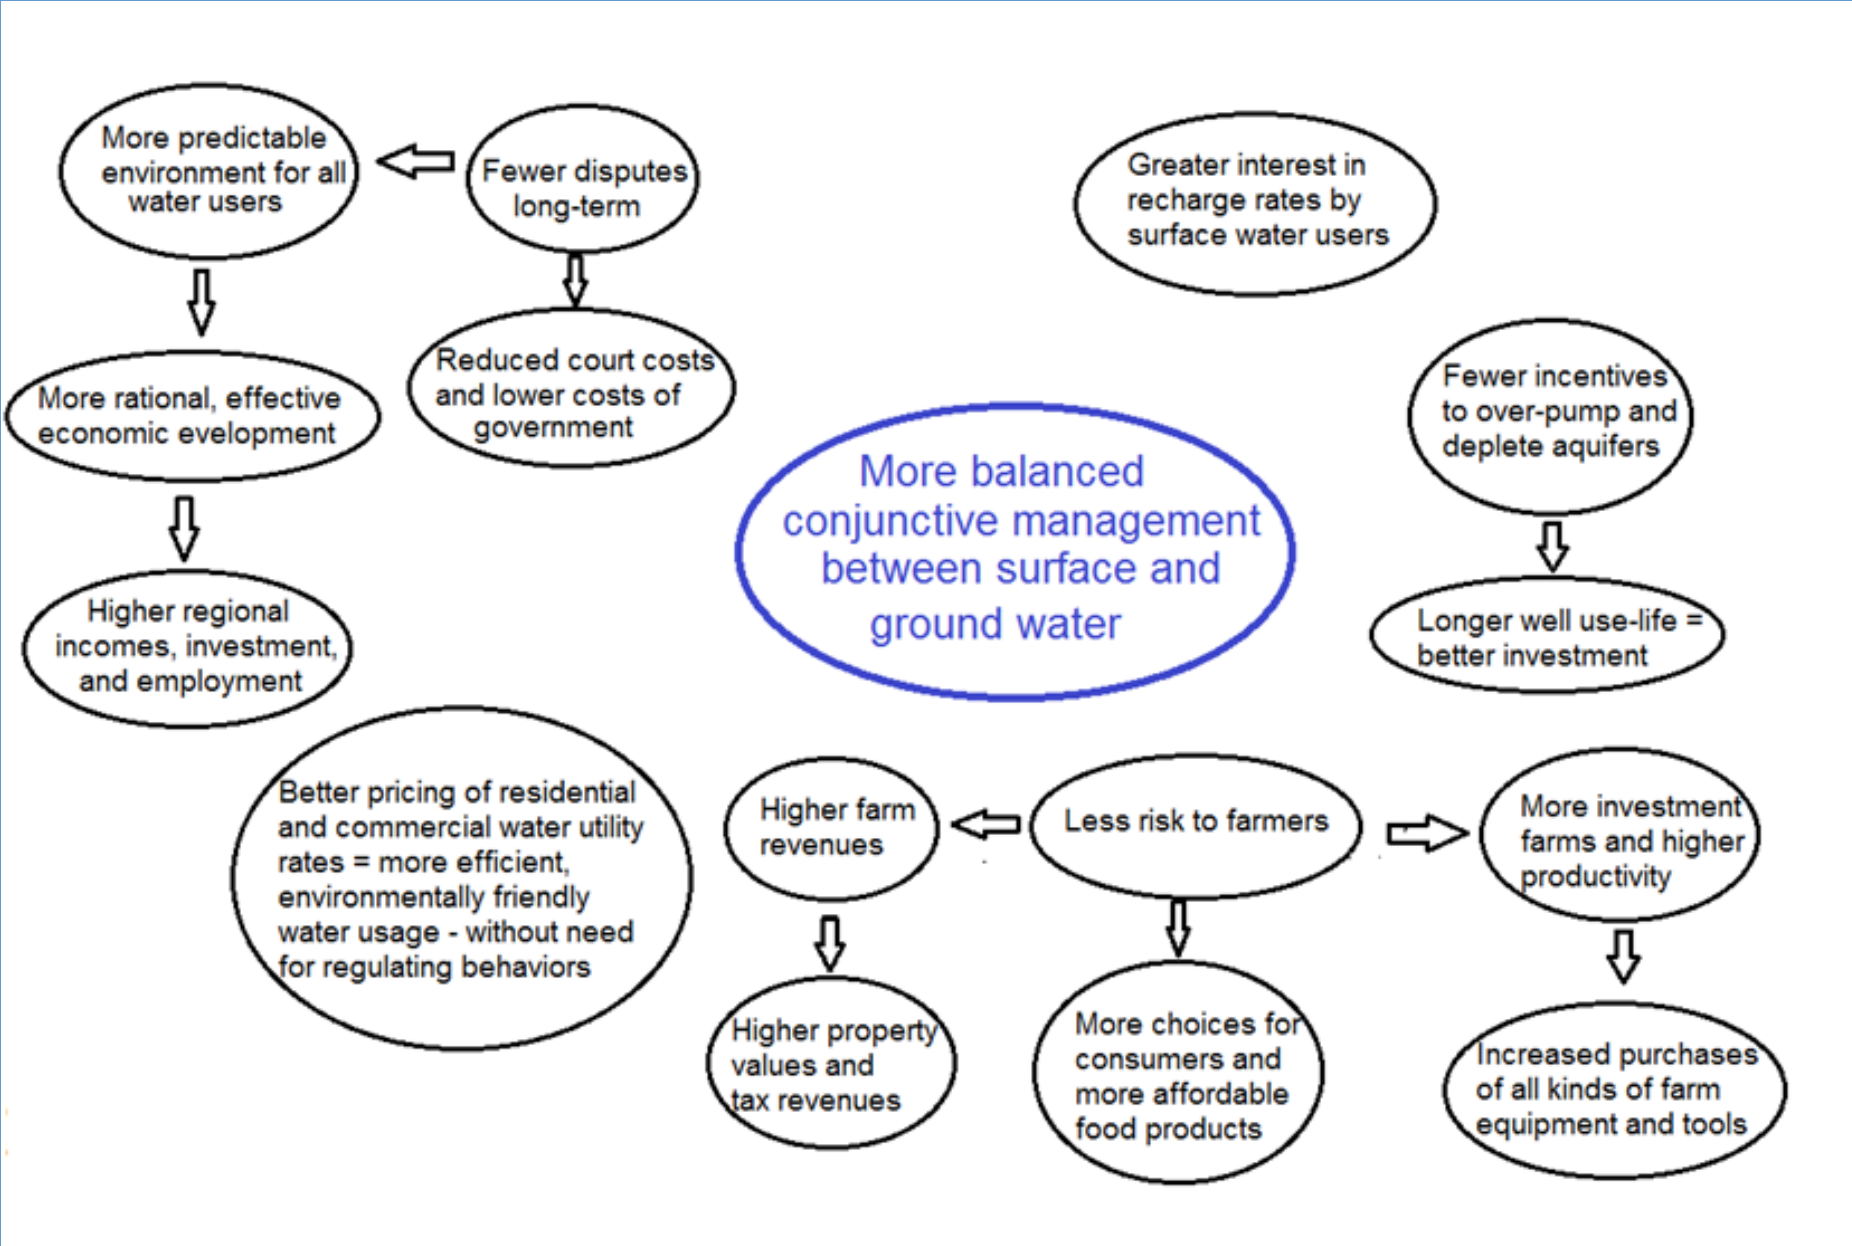 More predictable
environment for all
water users
Fewer disputes
long-term
Greater interest in
recharge rates by
surface water users
More rational, effective
economic evelopment
Reduced court costs
and lower costs of
government
Fewer incentives
to over-pump and
deplete aquifers
More balanced
conjunctive management
between surface and
ground water
Higher regional
incomes, investment,
and employment
Longer well use-life =
better investment
Better pricing of residential
and commercial water utility
rates = more efficient,
environmentally friendly
water usage - without need
for regulating behaviors
Higher farm
revenues
Less risk to farmers
More investment
farms and higher
productivity
Higher property
values and
tax revenues
More choices for
consumers and
more affordable
food products
Increased purchases
of all kinds of farm
equipment and tools